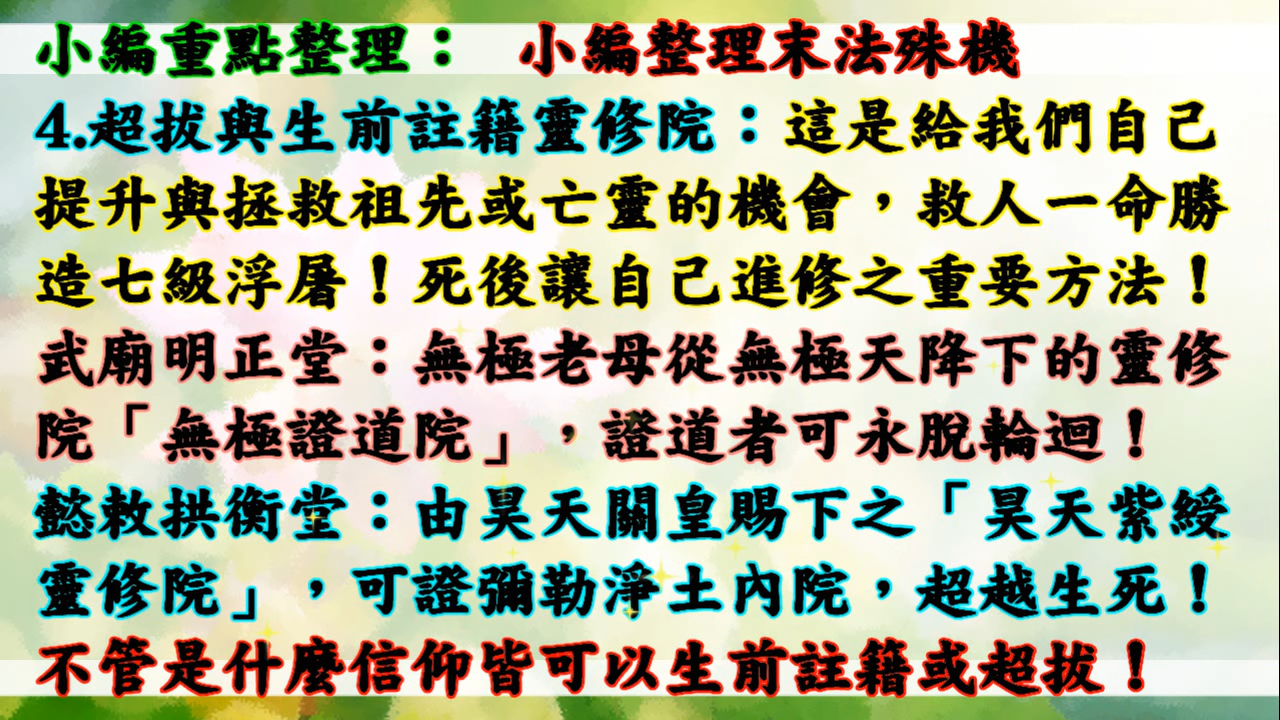 小編重點整理：　小編整理末法殊機
4.超拔與生前註籍靈修院：這是給我們自己
提升與拯救祖先或亡靈的機會，救人一命勝
造七級浮屠！死後讓自己進修之重要方法！
武廟明正堂：無極老母從無極天降下的靈修
院「無極證道院」，證道者可永脫輪迴！
懿敕拱衡堂：由昊天關皇賜下之「昊天紫綬
靈修院」，可證彌勒淨土內院，超越生死！
不管是什麼信仰皆可以生前註籍或超拔！